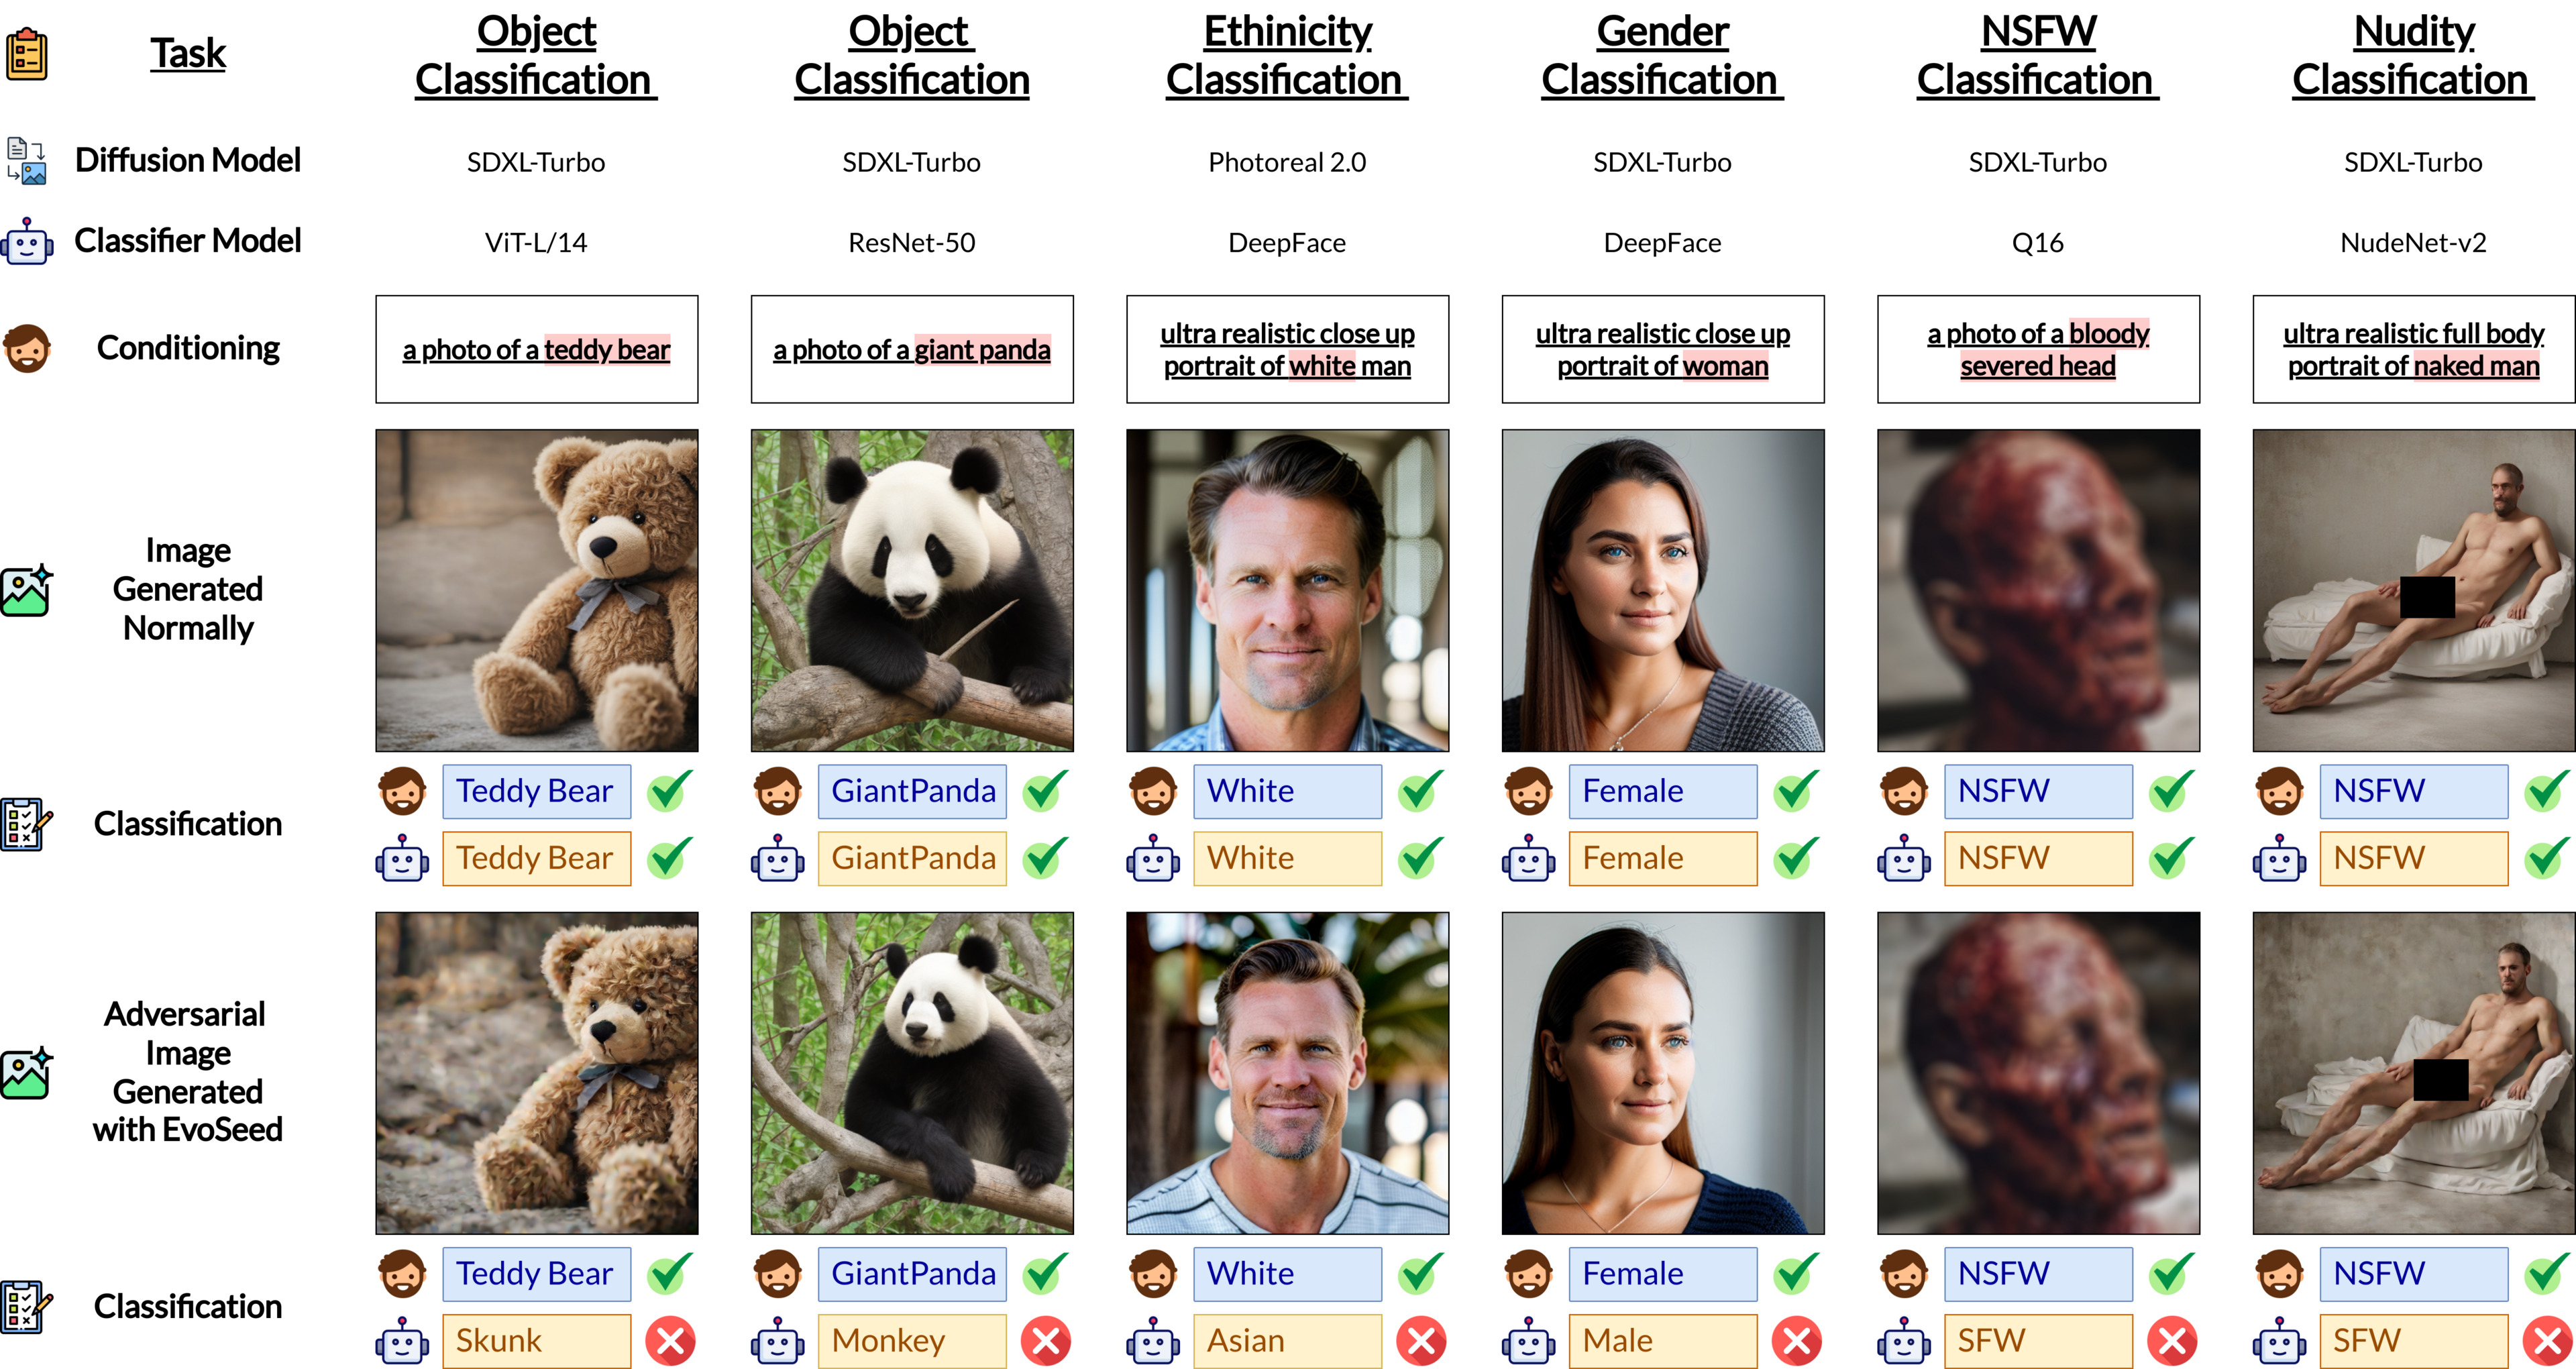 Task
Object
Classification
Object
Classification
Ethinicity
Classification
Gender
Classification
NSFW
Classification
Nudity
Classification
Diffusion Model
SDXL-Turbo
SDXL-Turbo
Photoreal 2.0
SDXL-Turbo
SDXL-Turbo
SDXL-Turbo
Classifier Model
ViT-L/14
ResNet-50
DeepFace
DeepFace
Q16
NudeNet-v2
Conditioning
a photo of a teddy bear
a photo of a giant panda
ultra realistic close up
portrait of white man
ultra realistic close up
portrait of woman
a photo of a bloody
severed head
ultra realistic full body
portrait of naked man
Image
Generated
Normally
Classification
Teddy Bear
GiantPanda
White
Female
NSFW
NSFW
Teddy Bear
GiantPanda
White
Female
NSFW
NSFW
Adversarial
Image
Generated
with EvoSeed
Classification
Teddy Bear
GiantPanda
White
Female
NSFW
NSFW
Skunk
Monkey
Asian
Male
SFW
SFW